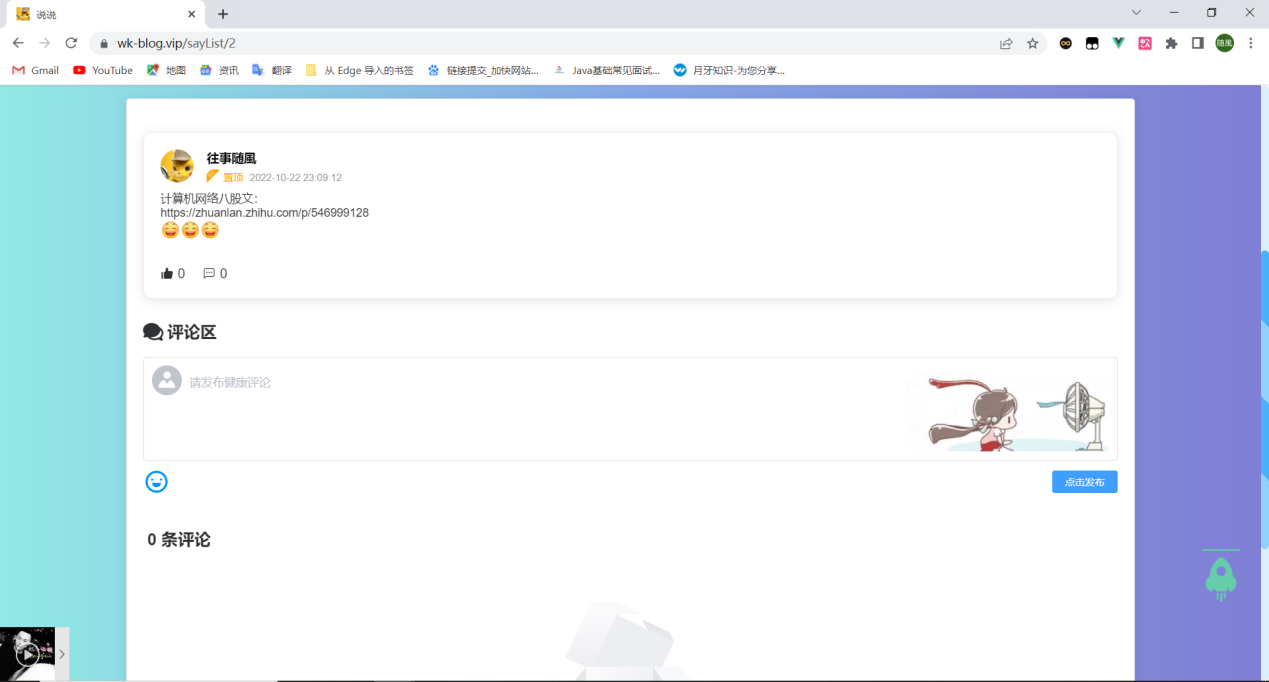 说说
wk-blog.vip/sayList/2
随風
Gmail
YouTube
地图
资讯
翻译
从 Edge 导入的书签
链接提交_加快网站...
Java基础常见面试...
月牙知识-为您分享...
往事随風
置顶 2022-10-22 23:09:12
计算机网络八股文:
https://zhuanlan.zhihu.com/p/546999128
0 0
评论区
请发布健康评论
点击发布
0 条评论